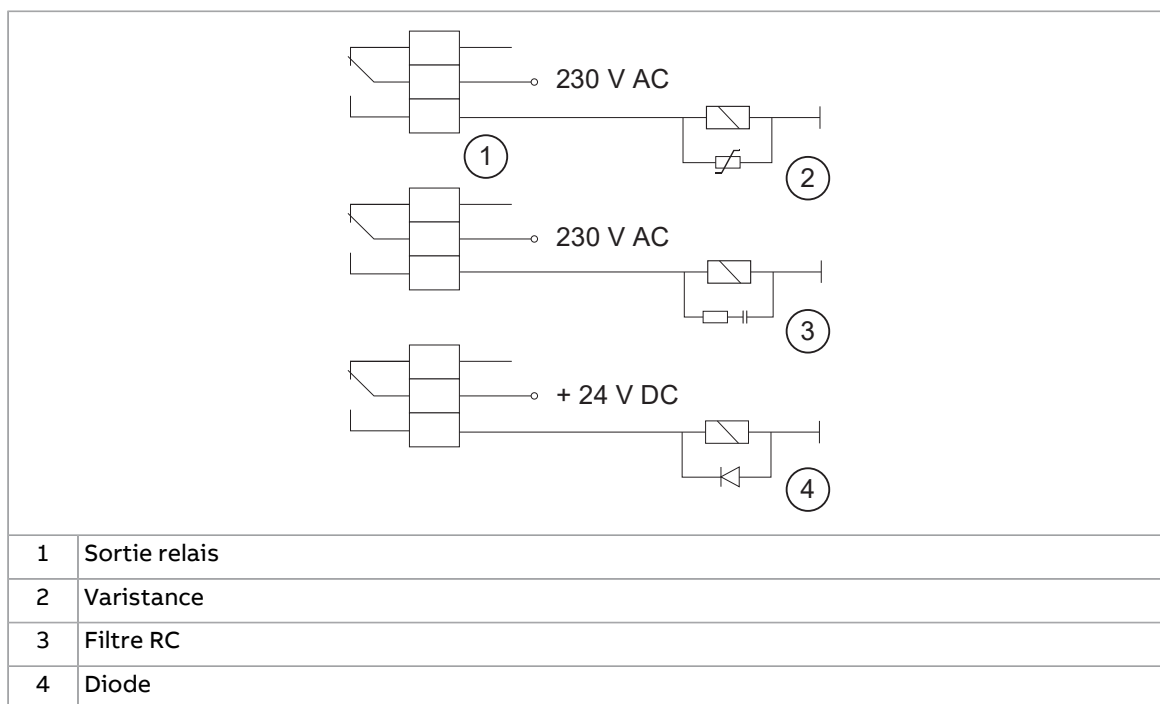 230 V AC
1
2
230 V AC
3
+ 24 V DC
4
1 Sortie relais
2 Varistance
3 Filtre RC
4 Diode